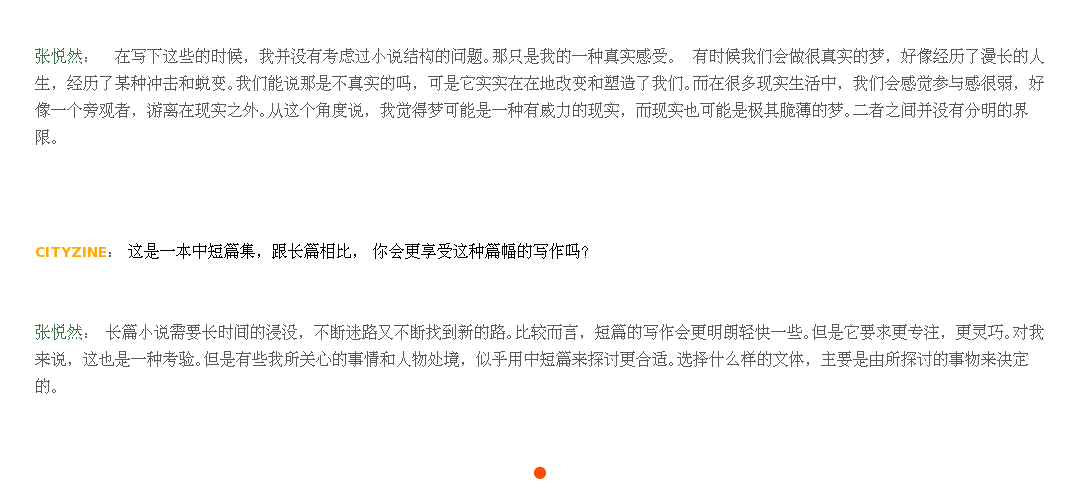 张悦然： 在写下这些的时候，我并没有考虑过小说结构的问题。那只是我的一种真实感受。 有时候我们会做很真实的梦，好像经历了漫长的人
生，经历了某种冲击和蜕变。我们能说那是不真实的吗，可是它实实在在地改变和塑造了我们。而在很多现实生活中，我们会感觉参与感很弱，好
像一个旁观者，游离在现实之外。从这个角度说，我觉得梦可能是一种有威力的现实，而现实也可能是极其脆薄的梦。二者之间并没有分明的界
限。
CITYZINE： 这是一本中短篇集，跟长篇相比， 你会更享受这种篇幅的写作吗？
张悦然： 长篇小说需要长时间的浸没，不断迷路又不断找到新的路。比较而言，短篇的写作会更明朗轻快一些。但是它要求更专注，更灵巧。对我
来说，这也是一种考验。但是有些我所关心的事情和人物处境，似乎用中短篇来探讨更合适。选择什么样的文体，主要是由所探讨的事物来决定
的。